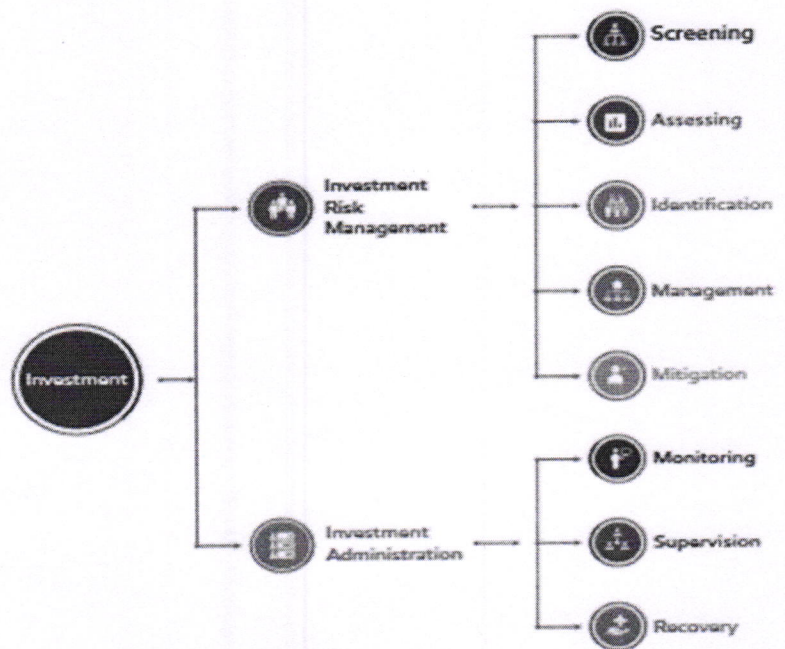 Screening
Assessing
Investment
Risk
Management
Identification
Management
Investment
Mitigation
Monitoring
Investment
Administration
Supervision
Recovery